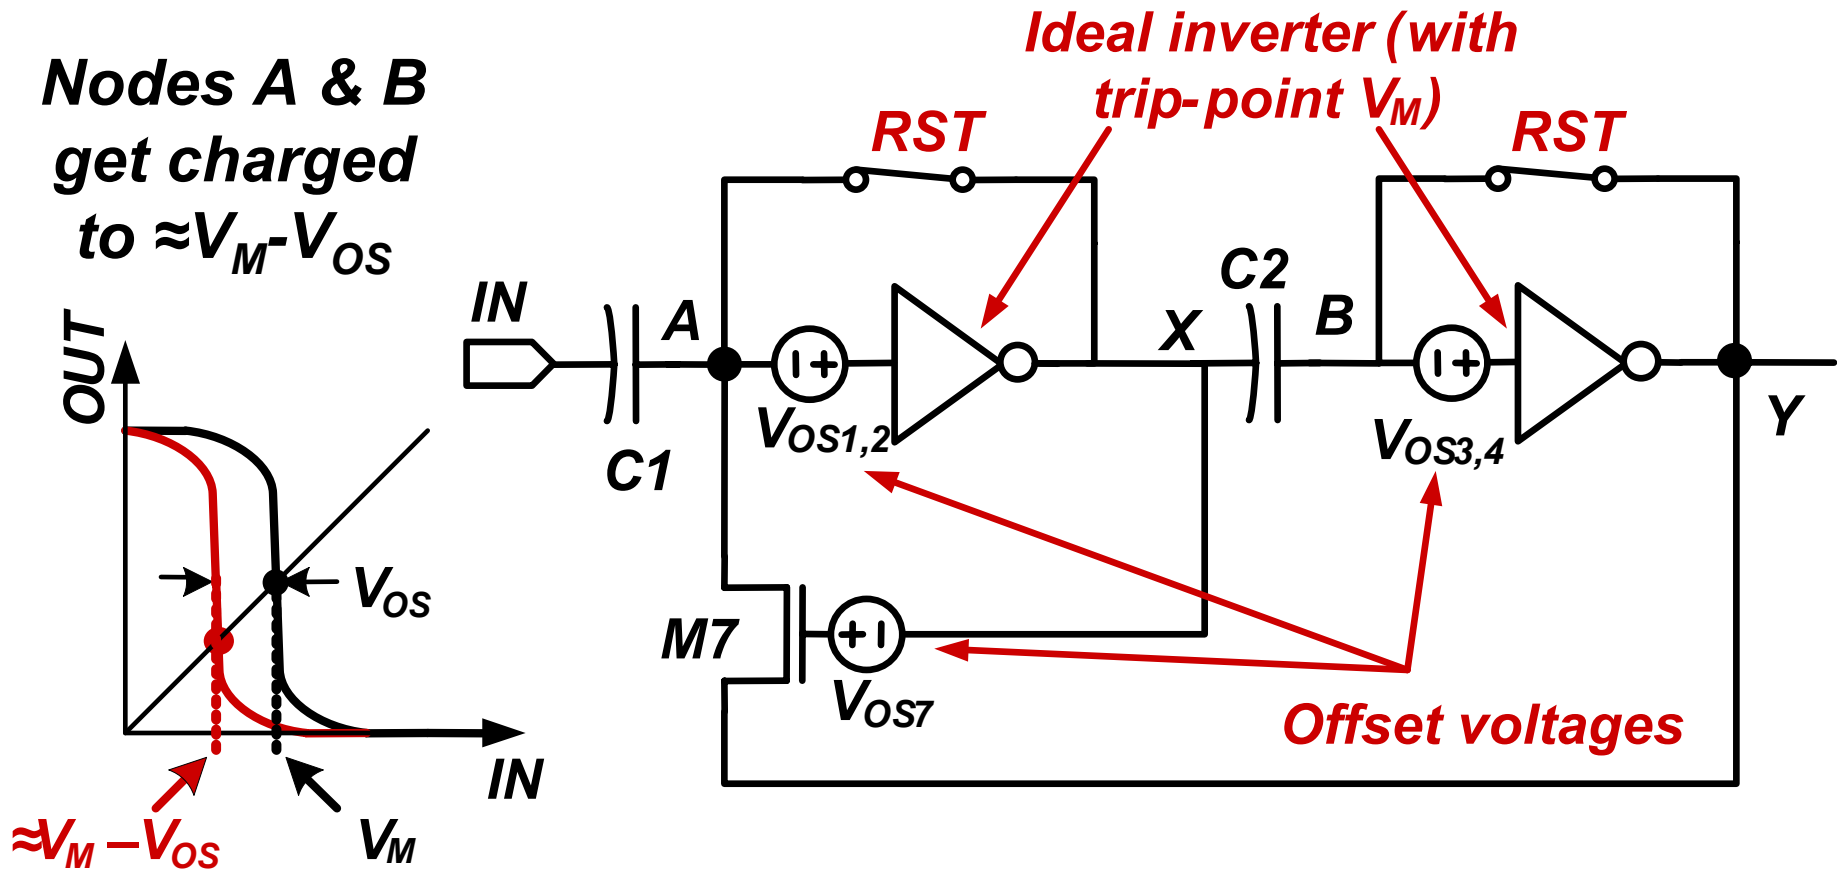 Ideal inverter (with
trip-point VM)
Nodes A & B
get charged
to ≈VM-VOS
RST
RST
IN
A
C1
VOS1,2
X
C2
B
VOS3,4
Y
OUT
VOS
IN
≈VM –VOS
VM
M7
VOS7
Offset voltages